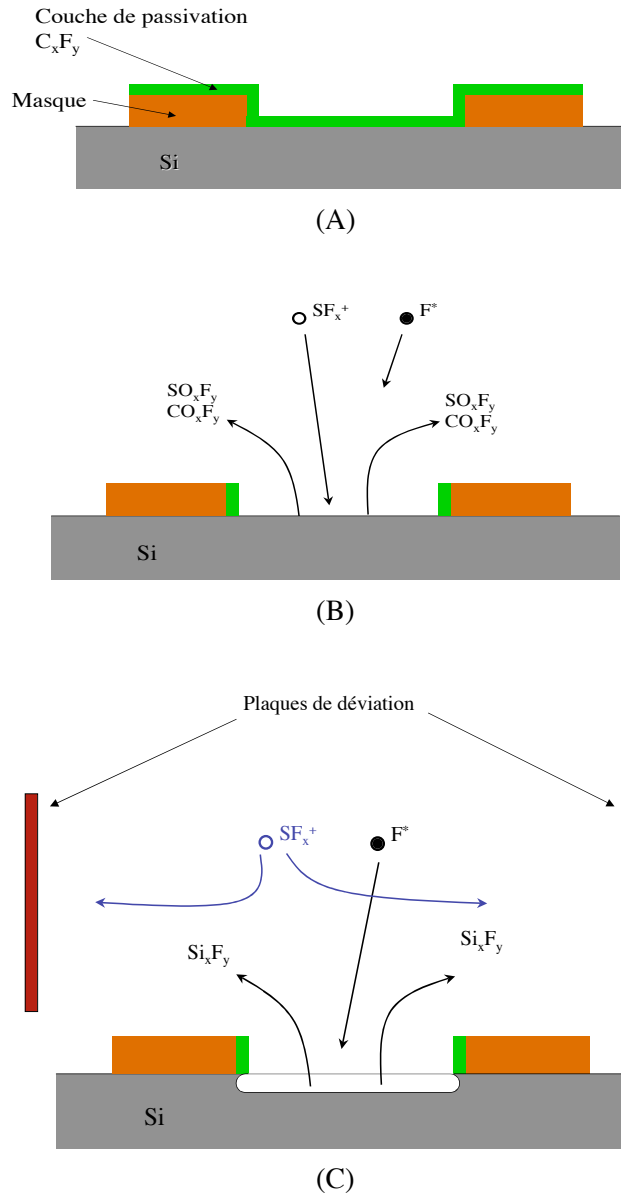 Couche de passivation
CxFy
Masque
Si
(A)
SFx+
F*
SOxFy
COxFy
SOxFy
COxFy
Si
(B)
Plaques de déviation
SFx+
F*
SixFy
SixFy
Si
(C)